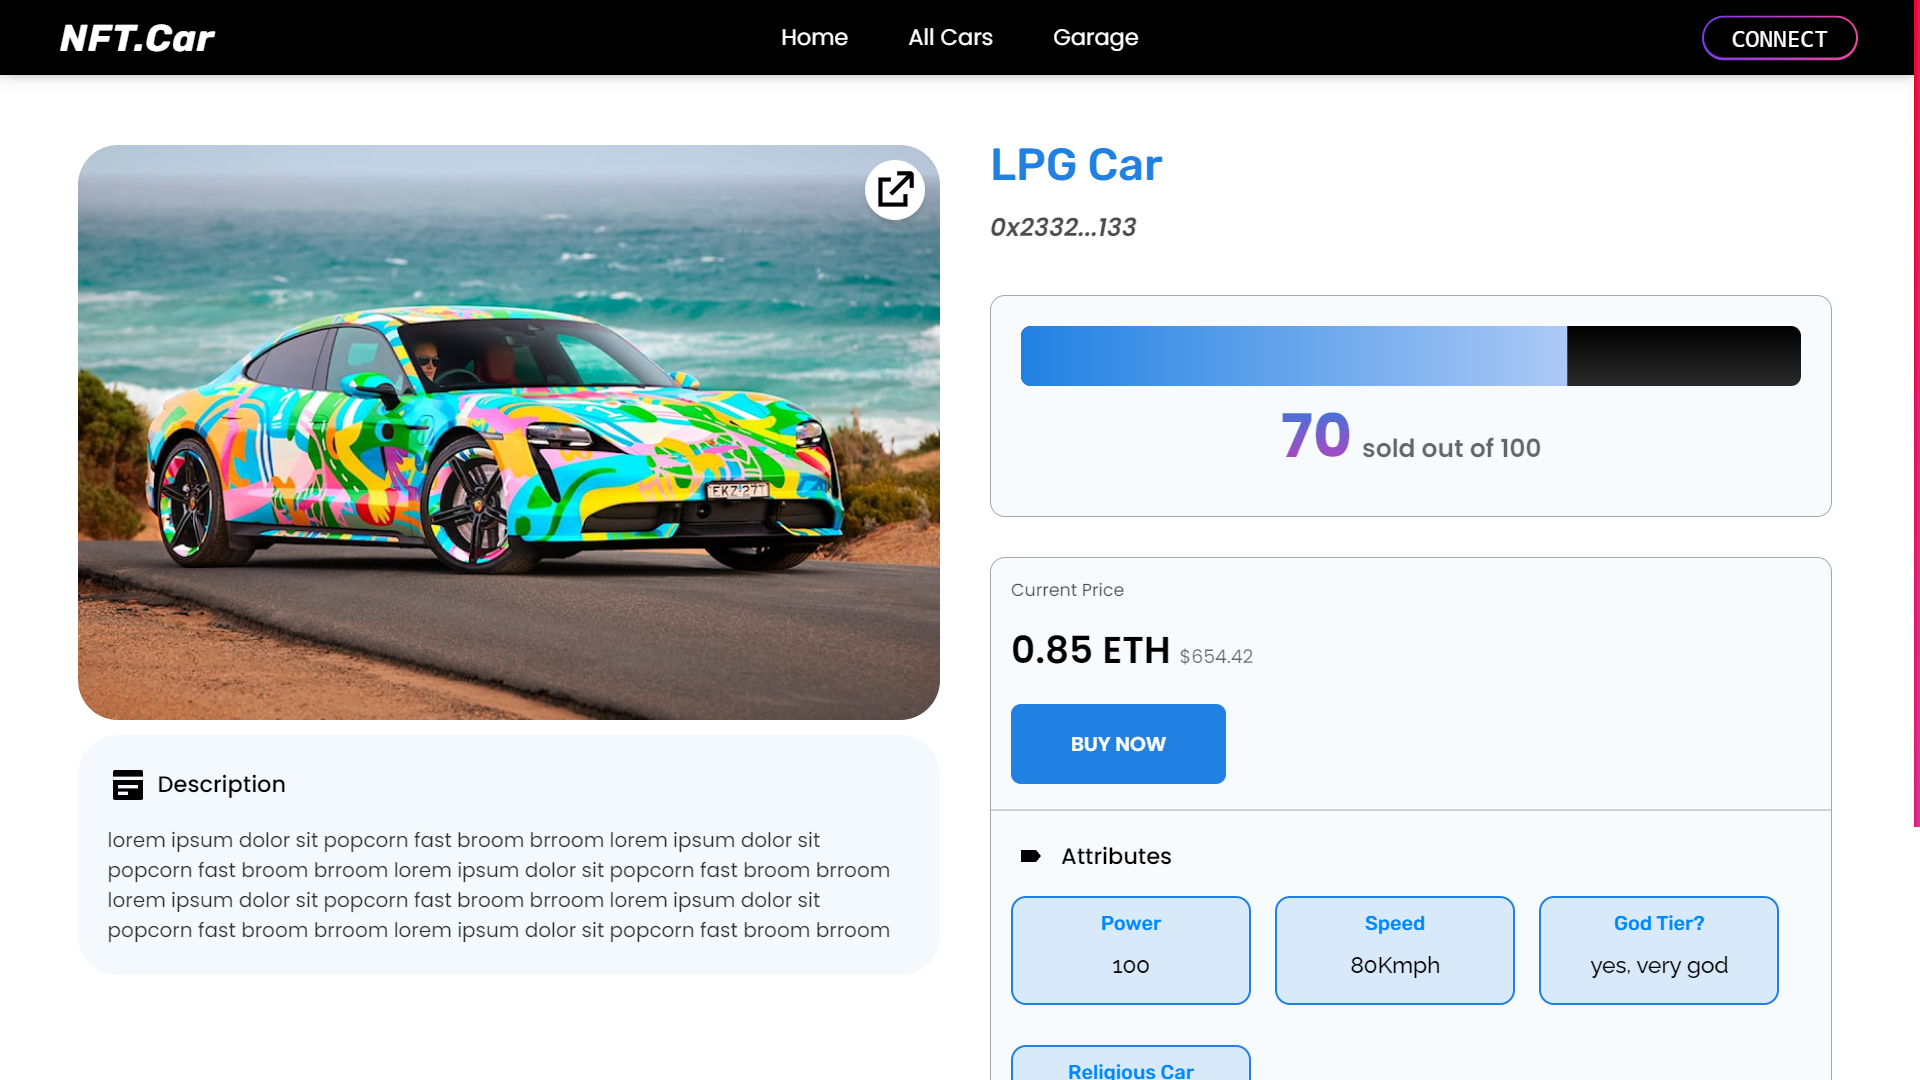 NFT.Car
Home
All Cars
Garage
CONNECT
LPG Car
0x2332...133
70 sold out of 100
Current Price
0.85 ETH $654.42
BUY NOW
Attributes
Power
100
Speed
80Kmph
God Tier?
yes, very god
Religious Car
EKZ·27T
Description
lorem ipsum dolor sit popcorn fast broom brroom lorem ipsum dolor sit
popcorn fast broom brroom lorem ipsum dolor sit popcorn fast broom brroom
lorem ipsum dolor sit popcorn fast broom brroom lorem ipsum dolor sit
popcorn fast broom brroom lorem ipsum dolor sit popcorn fast broom brroom